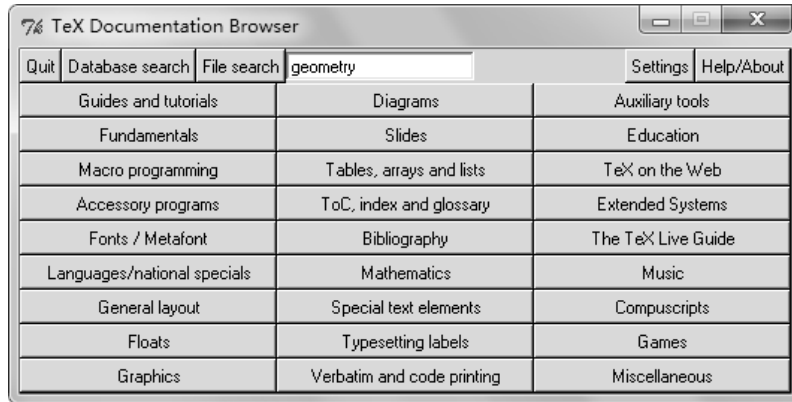 TeX Documentation Browser
Quit Database search File search geometry Settings Help/About
Guides and tutorials Diagrams Auxiliary tools
Fundamentals Slides Education
Macro programming Tables, arrays and lists TeX on the Web
Accessory programs ToC, index and glossary Extended Systems
Fonts / Metafont Bibliography The TeX Live Guide
Languages/national specials Mathematics Music
General layout Special text elements Compuscripts
Floats Typesetting labels Games
Graphics Verbatim and code printing Miscellaneous